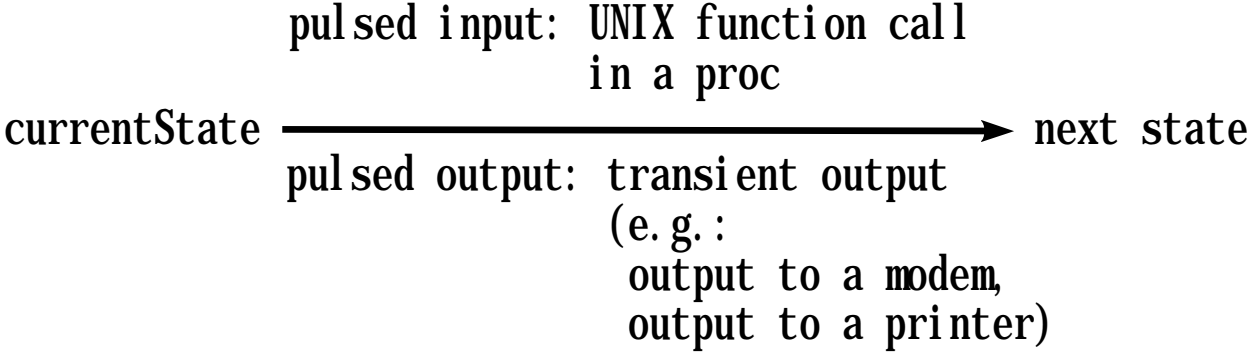 pulsed input: UNIX function call
in a proc
currentState next state
pulsed output: transient output
(e.g.:
output to a modem,
output to a printer)